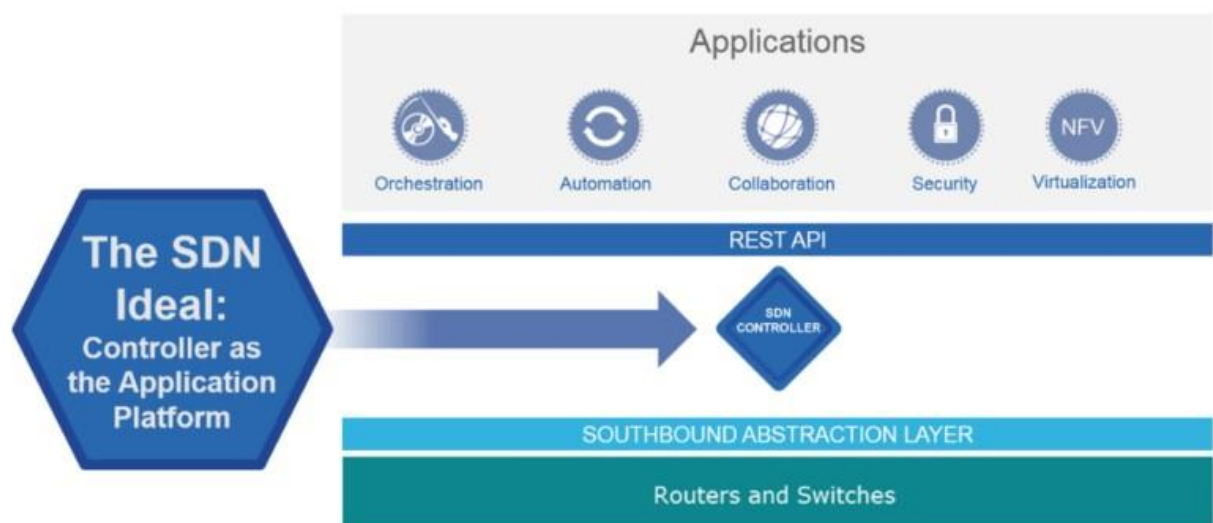 Applications
Orchestration
Automation
Collaboration
Security
NFV
Virtualization
REST API
The SDN
Ideal:
Controller as
the Application
Platform
SDN
CONTROLLER
SOUTHBOUND ABSTRACTION LAYER
Routers and Switches